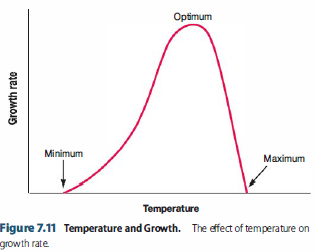 Optimum
Growth rate
Minimum
Maximum
Temperature
Figure 7.11 Temperature and Growth. The effect of temperature on
growth rate.